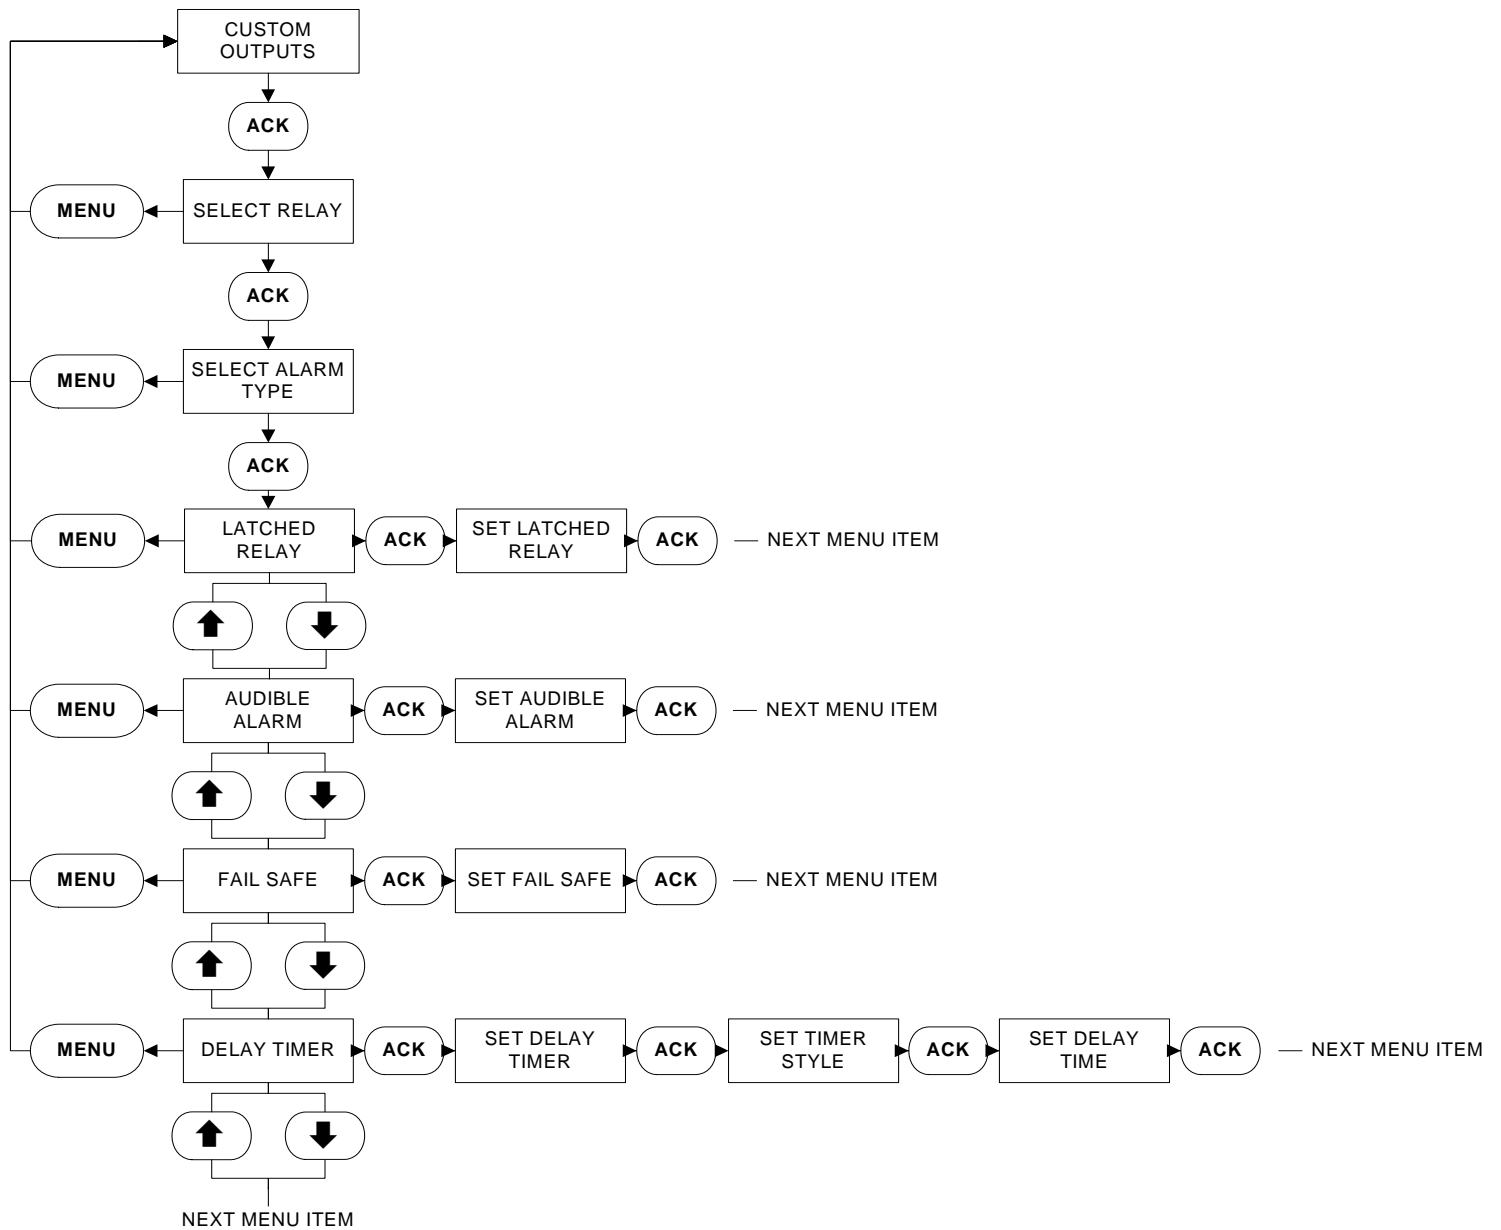 CUSTOM
OUTPUTS
ACK
MENU
SELECT RELAY
ACK
MENU
SELECT ALARM
TYPE
ACK
MENU
LATCHED
RELAY
ACK
SET LATCHED
RELAY
ACK
NEXT MENU ITEM
MENU
AUDIBLE
ALARM
ACK
SET AUDIBLE
ALARM
ACK
NEXT MENU ITEM
MENU
FAIL SAFE
ACK
SET FAIL SAFE
ACK
NEXT MENU ITEM
MENU
DELAY TIMER
ACK
SET DELAY
TIMER
ACK
SET TIMER
STYLE
ACK
SET DELAY
TIME
ACK
NEXT MENU ITEM
NEXT MENU ITEM